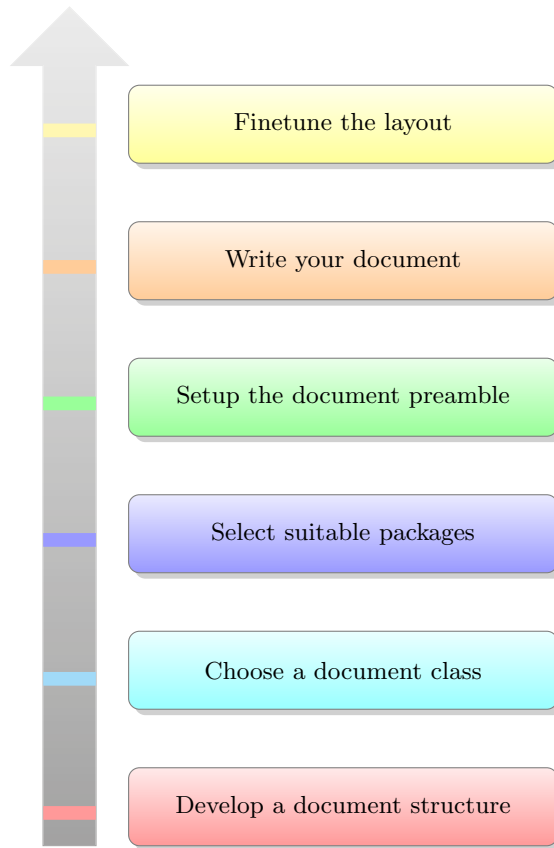 Finetune the layout
Write your document
Setup the document preamble
Select suitable packages
Choose a document class
Develop a document structure